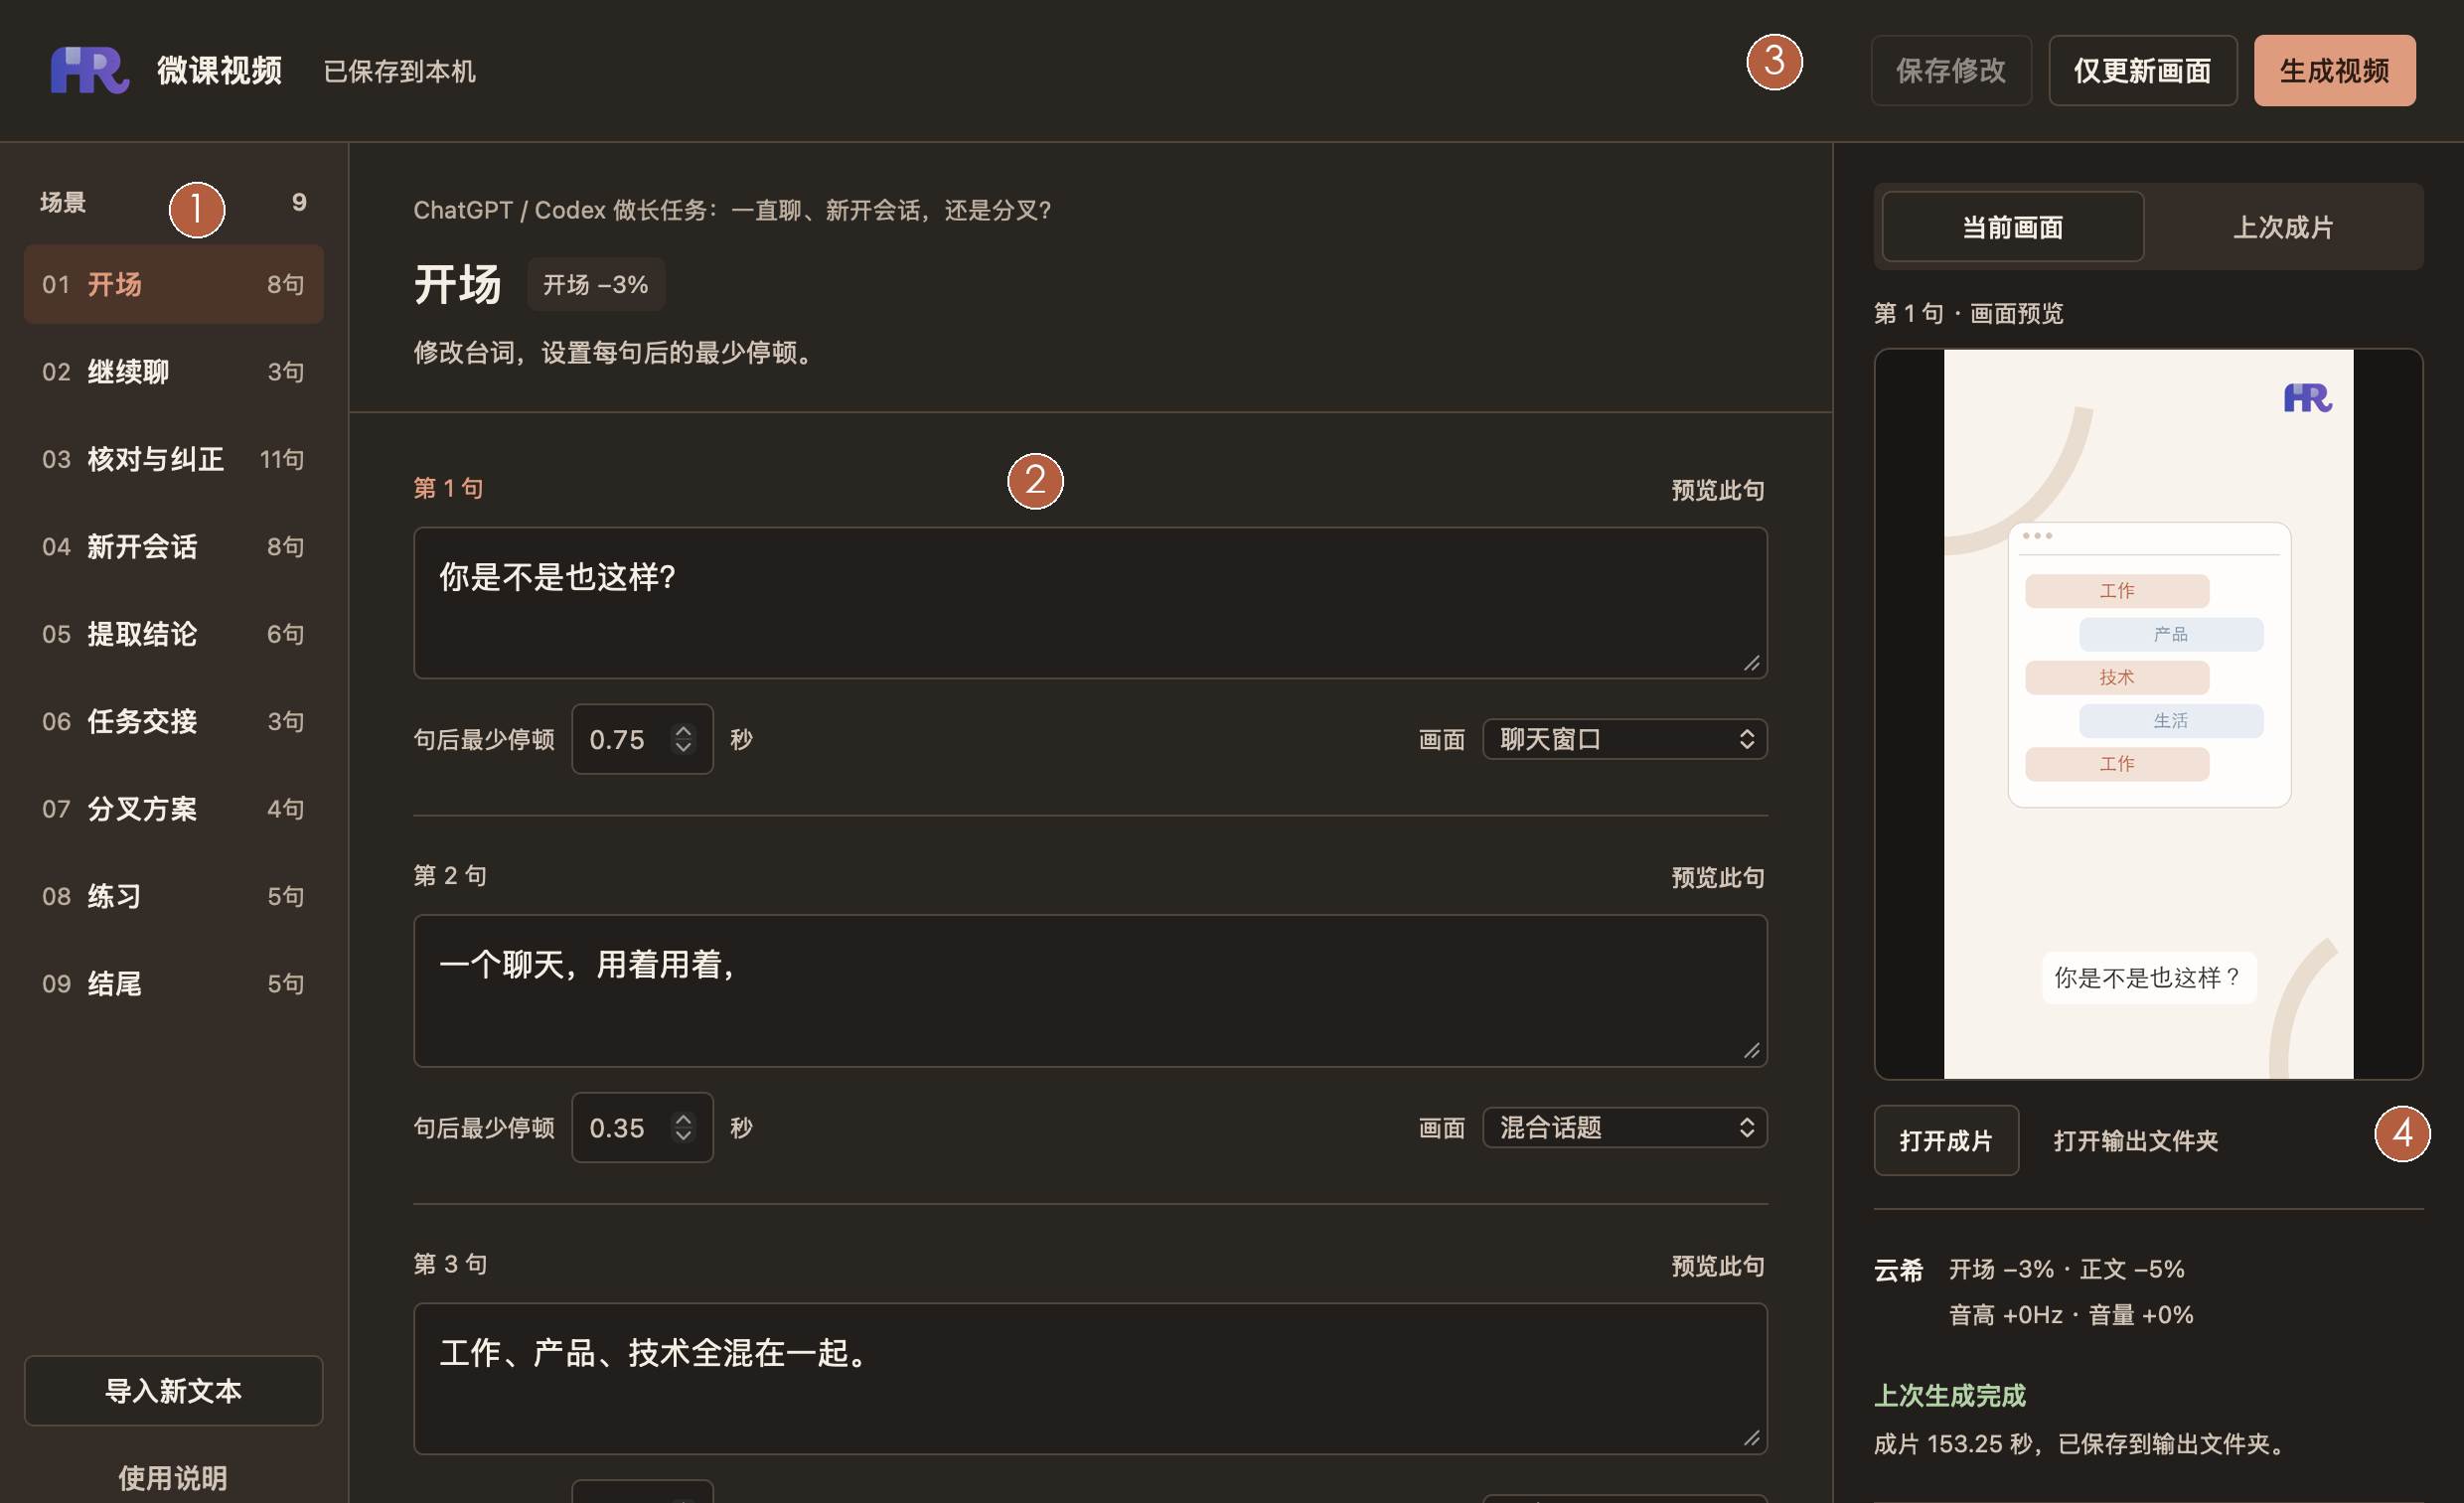 HR 微课视频 已保存到本机
3
保存修改 仅更新画面 生成视频
场景 1 9
01 开场 8句
02 继续聊 3句
03 核对与纠正 11句
04 新开会话 8句
05 提取结论 6句
06 任务交接 3句
07 分叉方案 4句
08 练习 5句
09 结尾 5句
导入新文本
使用说明
ChatGPT / Codex 做长任务：一直聊、新开会话，还是分叉？
开场 开场 −3%
修改台词，设置每句后的最少停顿。
2
第 1 句 预览此句
你是不是也这样？
句后最少停顿 0.75 秒 画面 聊天窗口
第 2 句 预览此句
一个聊天，用着用着，
句后最少停顿 0.35 秒 画面 混合话题
第 3 句 预览此句
工作、产品、技术全混在一起。
当前画面 上次成片
第 1 句 · 画面预览
HR
工作
产品
技术
生活
工作
你是不是也这样？
打开成片 打开输出文件夹 4
云希 开场 −3% · 正文 −5%
音高 +0Hz · 音量 +0%
上次生成完成
成片 153.25 秒，已保存到输出文件夹。